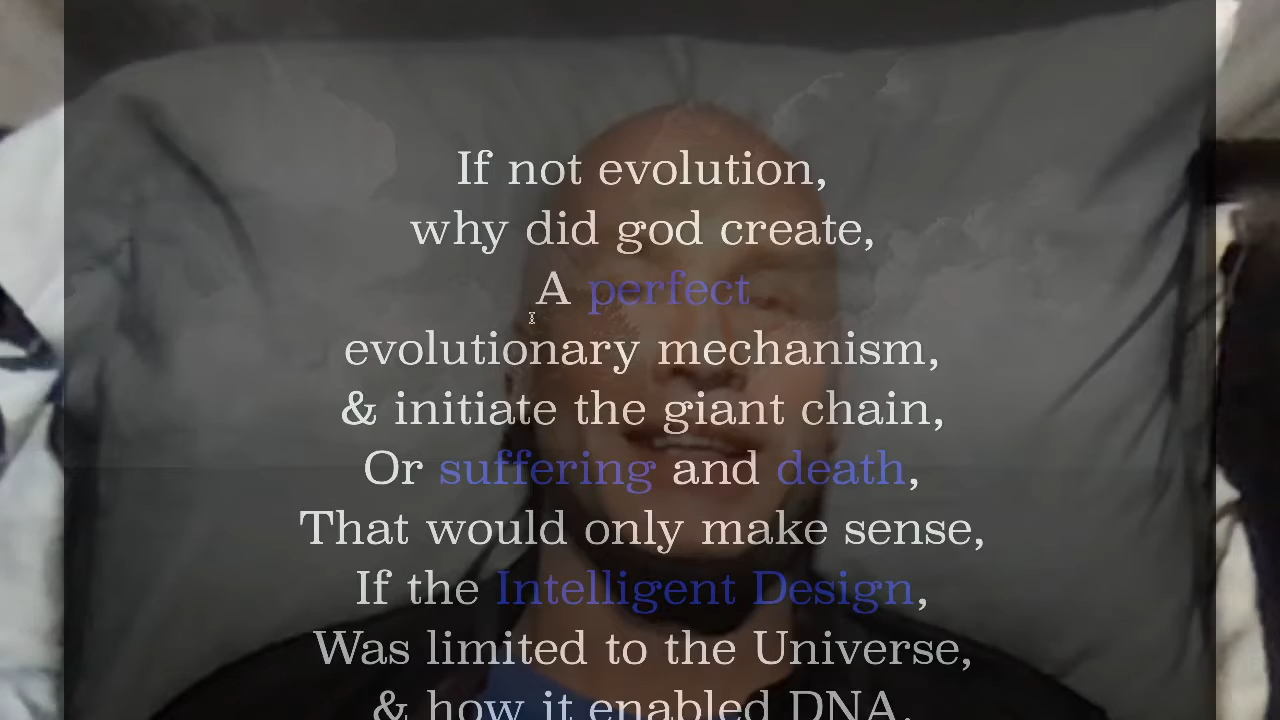 If not evolution,
why did god create,
A perfect
evolutionary mechanism,
& initiate the giant chain,
Or suffering and death,
That would only make sense,
If the Intelligent Design,
Was limited to the Universe,
& how it enabled DNA.